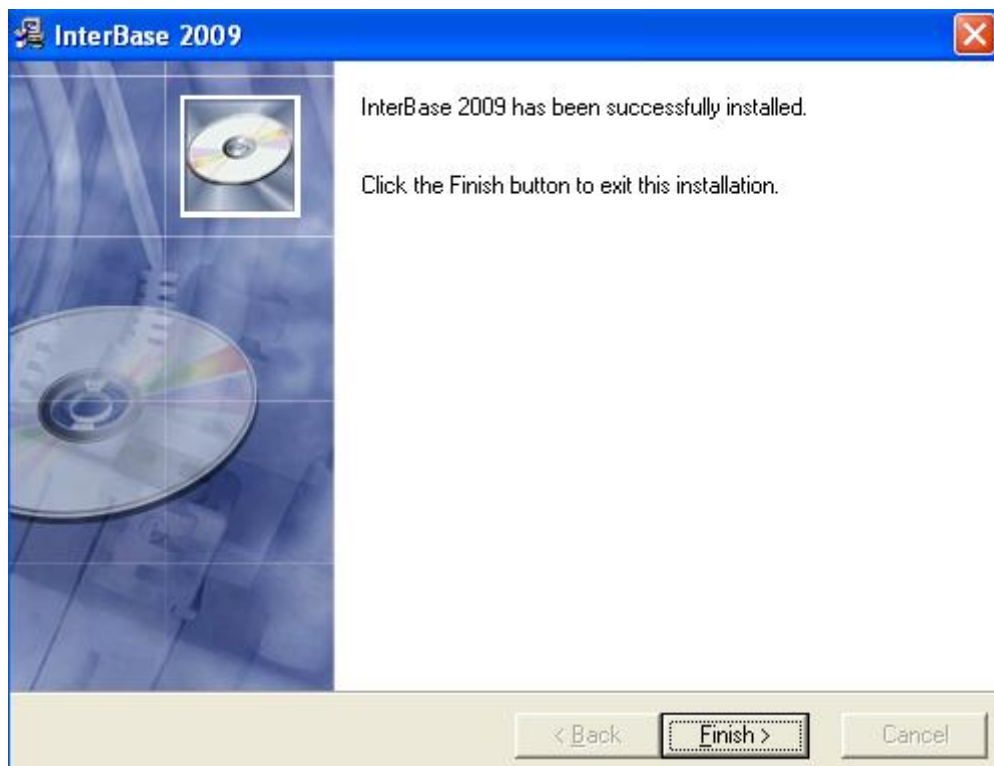 InterBase 2009
InterBase 2009 has been successfully installed.
Click the Finish button to exit this installation.
< Back
Finish >
Cancel